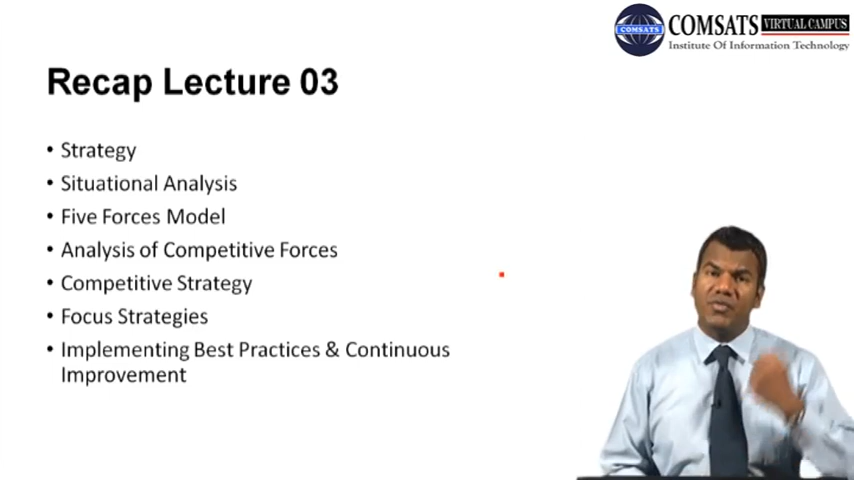 COMSATS VIRTUAL CAMPUS
COMSATS
Institute Of Information Technology
Recap Lecture 03
• Strategy
• Situational Analysis
• Five Forces Model
• Analysis of Competitive Forces
• Competitive Strategy
• Focus Strategies
• Implementing Best Practices & Continuous
Improvement